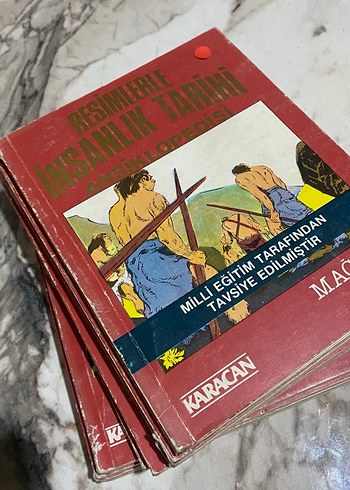 RESİMLERLE
İNSANLIK TARİHİ
ANSİKLOPEDİSİ
MİLLİ EĞİTİM TARAFINDAN
TAVSİYE EDİLMİŞTİR
KARACAN